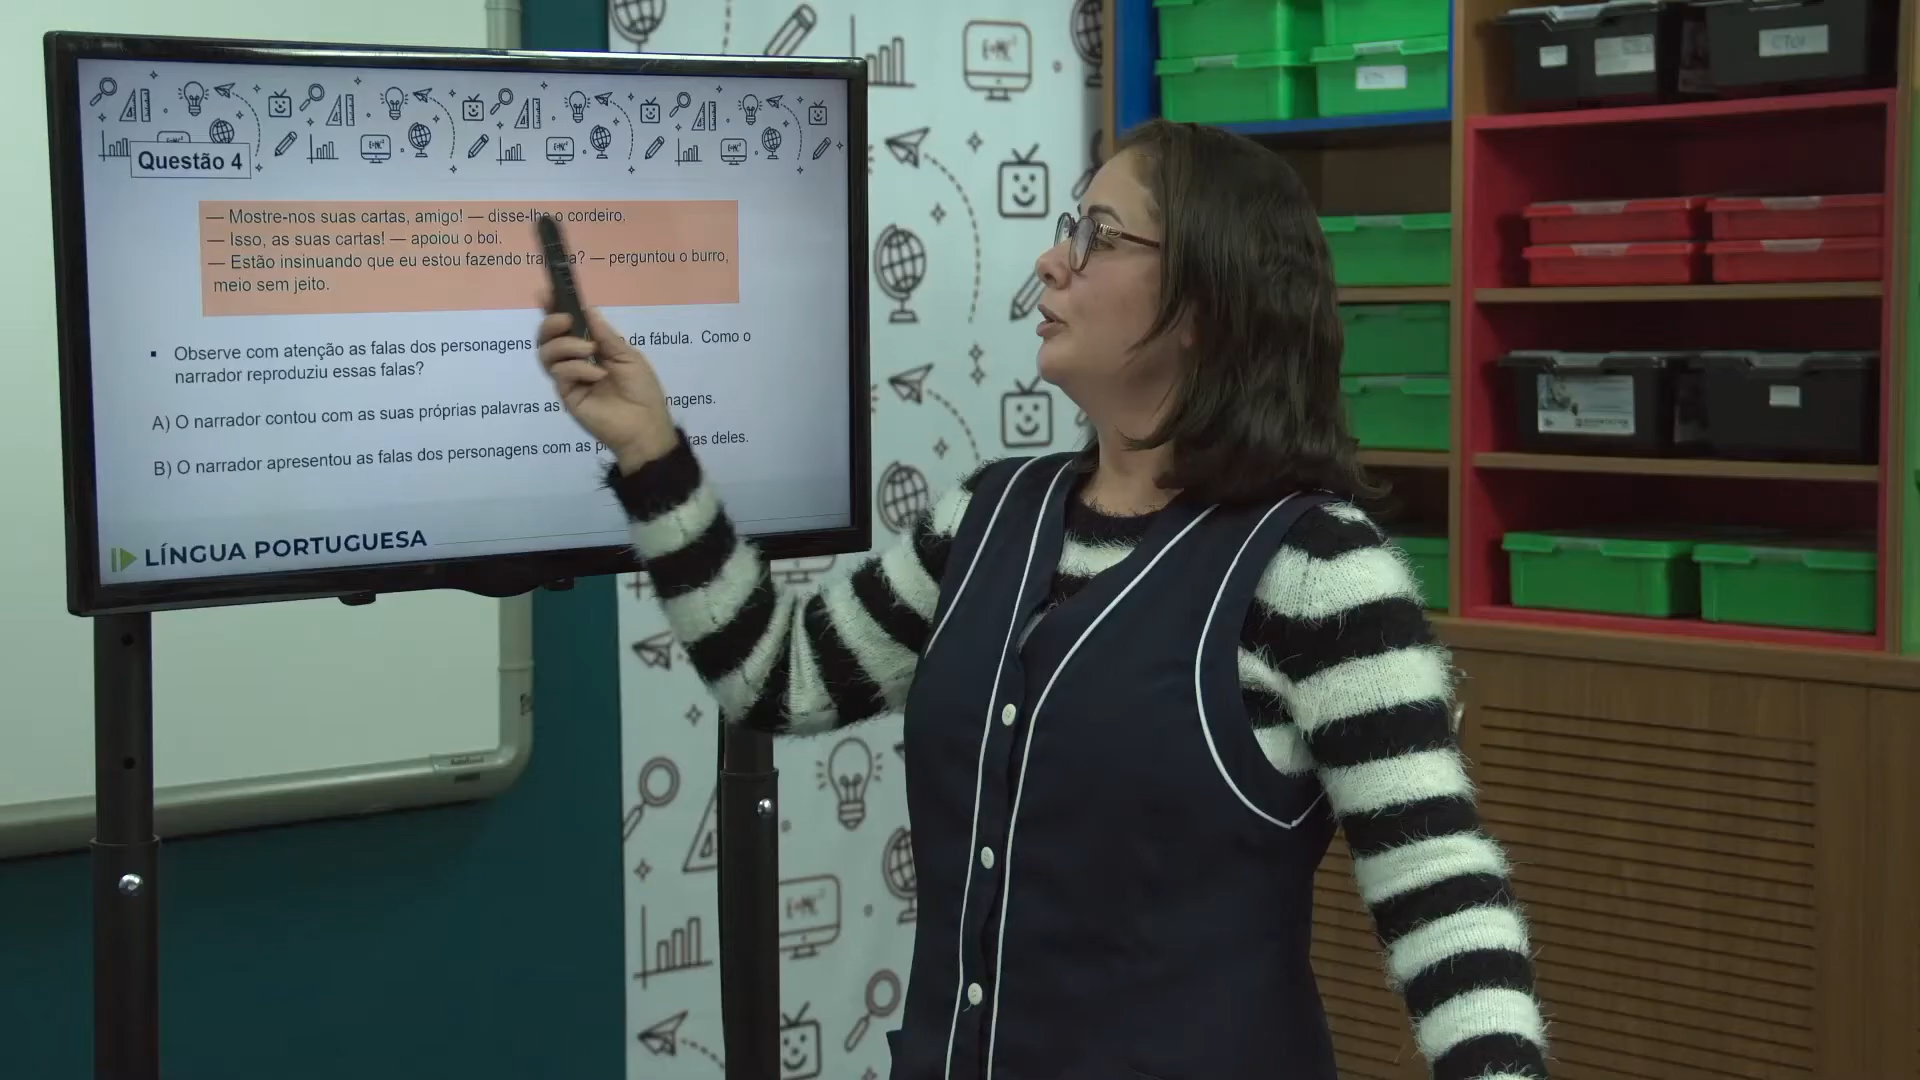 Questão 4
— Mostre-nos suas cartas, amigo! — disse-lhe o cordeiro.
— Isso, as suas cartas! — apoiou o boi.
— Estão insinuando que eu estou fazendo? — perguntou o burro,
meio sem jeito.
▪ Observe com atenção as falas dos personagens da fábula. Como o
narrador reproduziu essas falas?
A) O narrador contou com as suas próprias palavras as
B) O narrador apresentou as falas dos personagens com as deles.
LÍNGUA PORTUGUESA